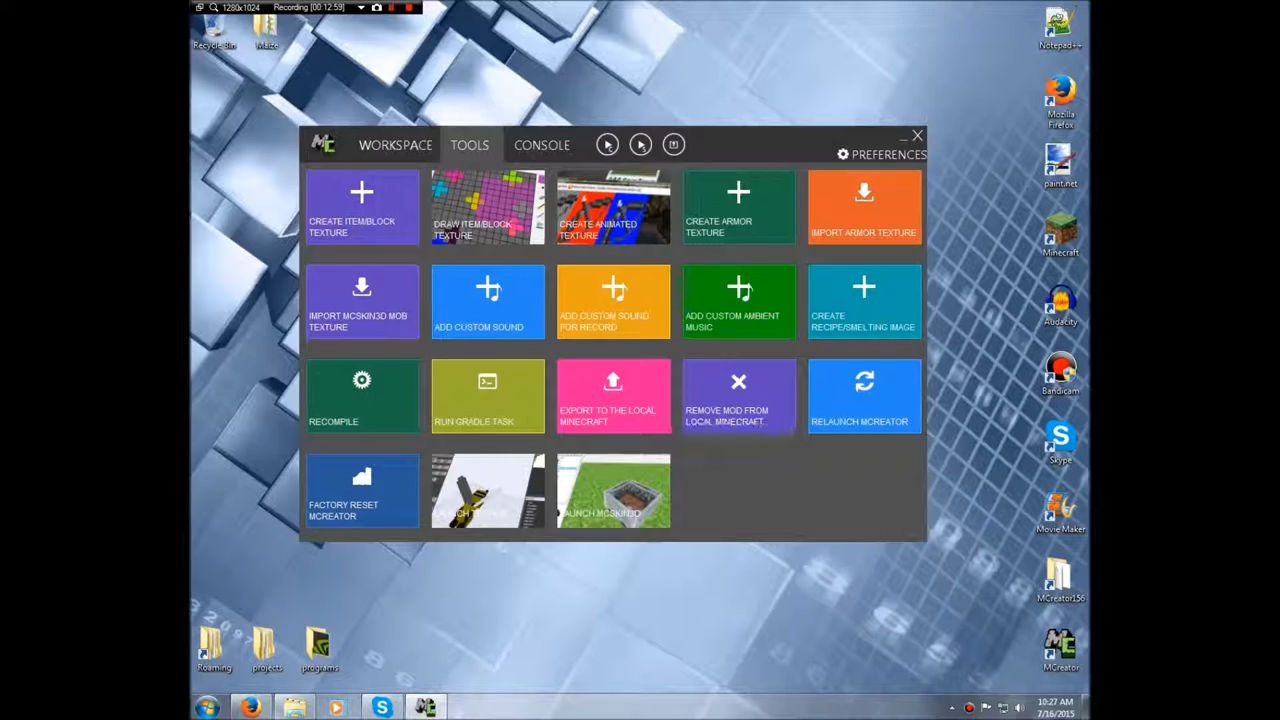 1280x1024 Recording [00:12:59]
Recycle Bin
Maize
Notepad++
Mozilla
Firefox
paint.net
Minecraft
Audacity
Bandicam
Skype
Movie Maker
MCreator156
MCreator
WORKSPACE TOOLS CONSOLE
PREFERENCES
CREATE ITEM/BLOCK
TEXTURE
DRAW ITEM/BLOCK
TEXTURE
CREATE ANIMATED
TEXTURE
CREATE ARMOR
TEXTURE
IMPORT ARMOR TEXTURE
IMPORT MCSKIN3D MOB
TEXTURE
ADD CUSTOM SOUND
ADD CUSTOM SOUND
FOR RECORD
ADD CUSTOM AMBIENT
MUSIC
CREATE
RECIPE/SMELTING IMAGE
RECOMPILE
RUN GRADLE TASK
EXPORT TO THE LOCAL
MINECRAFT
REMOVE MOD FROM
LOCAL MINECRAFT
RELAUNCH MCREATOR
FACTORY RESET
MCREATOR
LAUNCH MCSKIN3D
Roaming
projects
programs
10:27 AM
7/16/2015